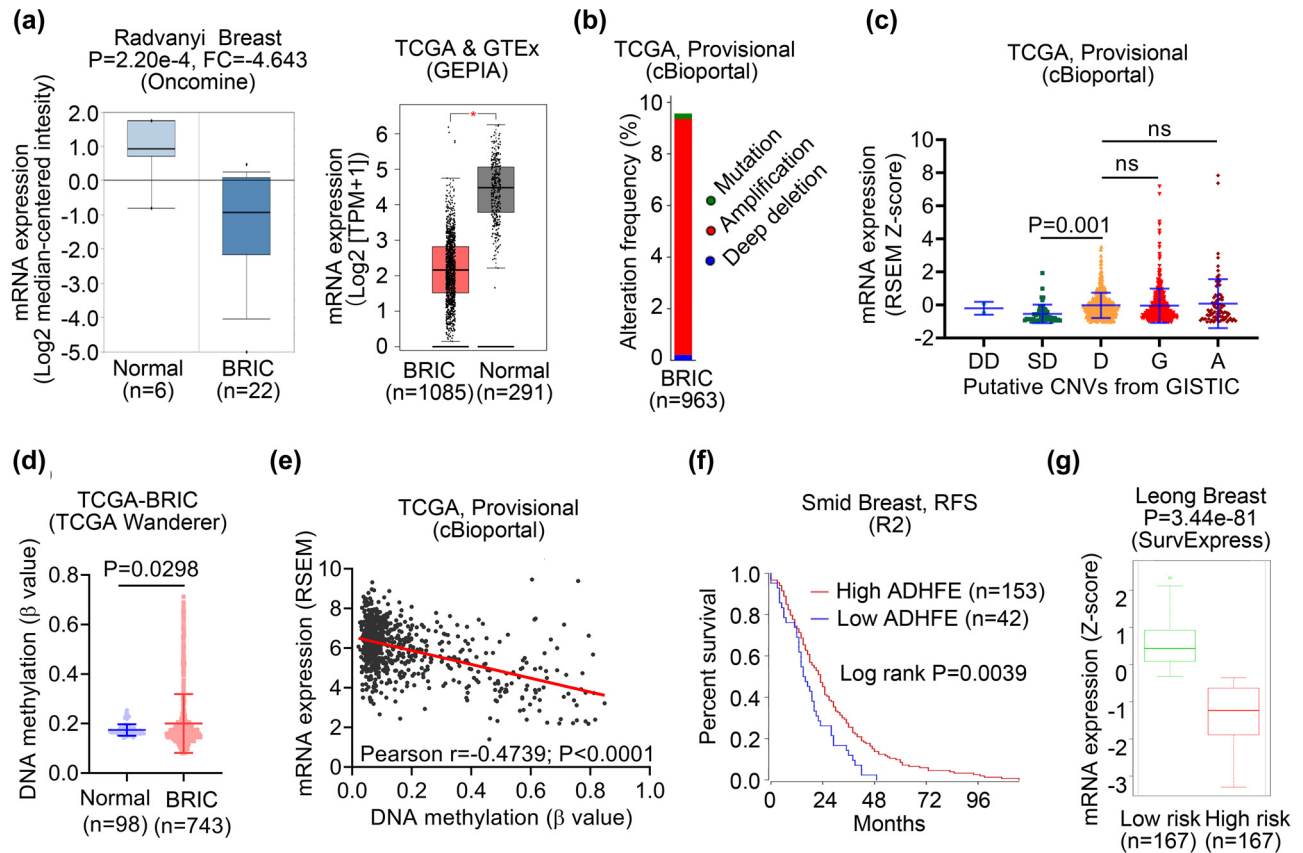 (a)
Radvanyi Breast
P=2.20e-4, FC=-4.643
(Oncomine)
mRNA expression
(Log2 median-centered intesity)
2.0
1.0
0.0
-1.0
-2.0
-3.0
-4.0
-5.0
Normal
(n=6)
BRIC
(n=22)
TCGA & GTEx
(GEPIA)
mRNA expression
(Log2 [TPM+1])
6
5
4
3
2
1
0
*
BRIC
(n=1085)
Normal
(n=291)
(b)
TCGA, Provisional
(cBioportal)
Alteration frequency (%)
10
8
6
4
2
0
Mutation
Amplification
Deep deletion
BRIC
(n=963)
(c)
TCGA, Provisional
(cBioportal)
mRNA expression
(RSEM Z-score)
10
8
6
4
2
0
-2
ns
ns
P=0.001
DD
SD
D
G
A
Putative CNVs from GISTIC
(d)
TCGA-BRIC
(TCGA Wanderer)
P=0.0298
DNA methylation (β value)
0.8
0.6
0.4
0.2
0.0
Normal
(n=98)
BRIC
(n=743)
(e)
TCGA, Provisional
(cBioportal)
mRNA expression (RSEM)
10
8
6
4
2
0
Pearson r=-0.4739; P<0.0001
0.0
0.2
0.4
0.6
0.8
1.0
DNA methylation (β value)
(f)
Smid Breast, RFS
(R2)
Percent survival
1.0
0.8
0.6
0.4
0.2
0.0
High ADHFE (n=153)
Low ADHFE (n=42)
Log rank P=0.0039
0
24
48
72
96
Months
(g)
Leong Breast
P=3.44e-81
(SurvExpress)
mRNA expression (Z-score)
2
1
0
-1
-2
-3
Low risk
(n=167)
High risk
(n=167)